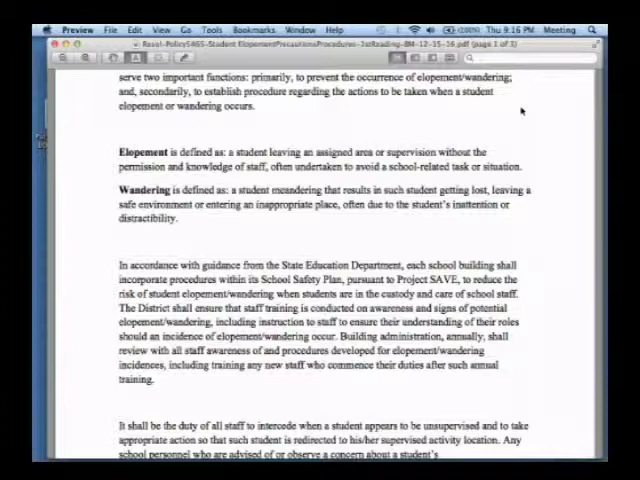 Preview File Edit View Go Tools Bookmarks Window Help Thu 9:16 PM Meeting
(page 1 of 3)
serve two important functions: primarily, to prevent the occurrence of elopement/wandering;
and, secondarily, to establish procedure regarding the actions to be taken when a student
elopement or wandering occurs.
Elopement is defined as: a student leaving an assigned area or supervision without the
permission and knowledge of staff, often undertaken to avoid a school-related task or situation.
Wandering is defined as: a student meandering that results in such student getting lost, leaving a
safe environment or entering an inappropriate place, often due to the student's inattention or
distractibility.
In accordance with guidance from the State Education Department, each school building shall
incorporate procedures within its School Safety Plan, pursuant to Project SAVE, to reduce the
risk of student elopement/wandering when students are in the custody and care of school staff.
The District shall ensure that staff training is conducted on awareness and signs of potential
elopement/wandering, including instruction to staff to ensure their understanding of their roles
should an incidence of elopement/wandering occur. Building administration, annually, shall
review with all staff awareness of and procedures developed for elopement/wandering
incidences, including training any new staff who commence their duties after such annual
training.
It shall be the duty of all staff to intercede when a student appears to be unsupervised and to take
appropriate action so that such student is redirected to his/her supervised activity location. Any
school personnel who are advised of or observe a concern about a student's